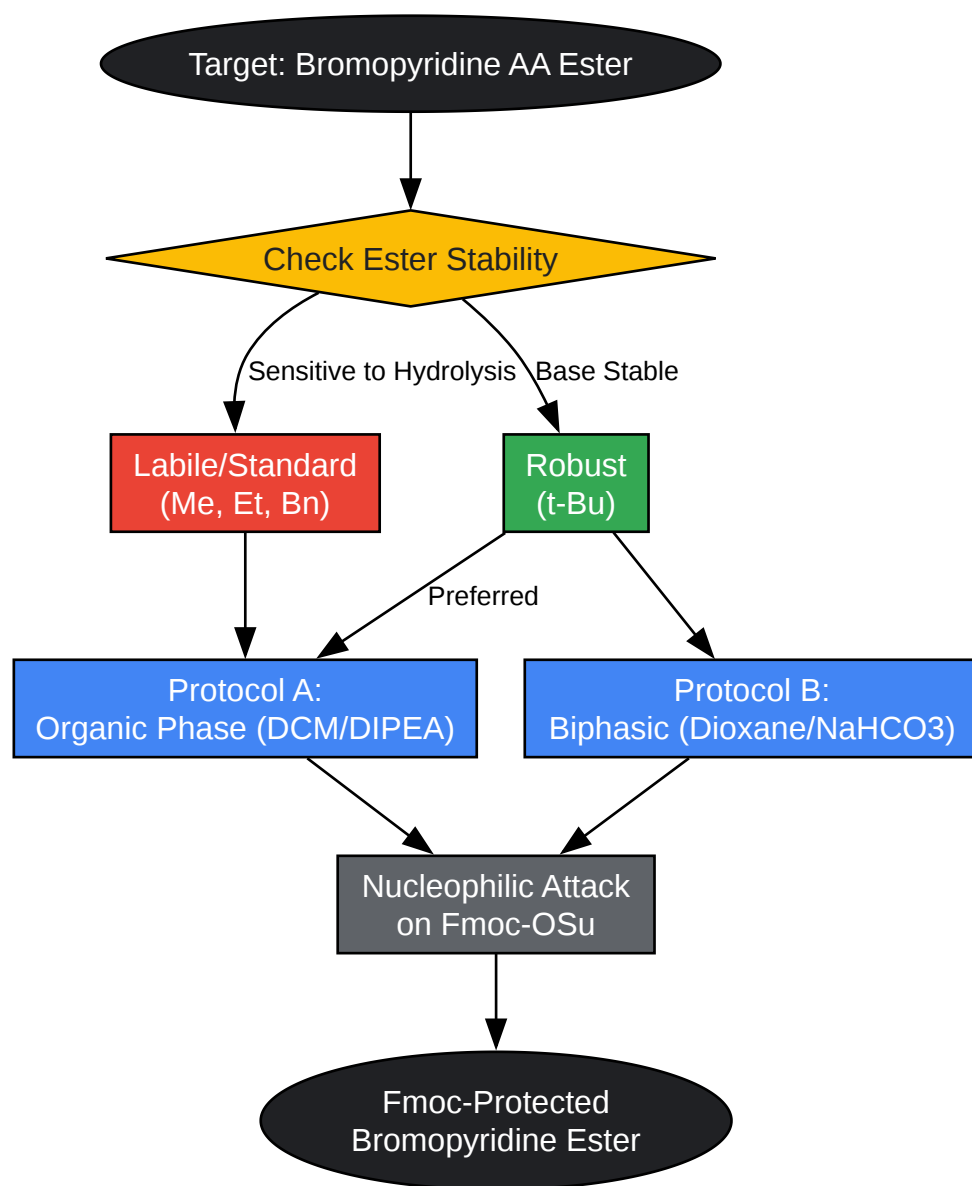 Target: Bromopyridine AA Ester
Check Ester Stability
Sensitive to Hydrolysis
Base Stable
Labile/Standard
(Me, Et, Bn)
Robust
(t-Bu)
Preferred
Protocol A:
Organic Phase (DCM/DIPEA)
Protocol B:
Biphasic (Dioxane/NaHCO3)
Nucleophilic Attack
on Fmoc-OSu
Fmoc-Protected
Bromopyridine Ester